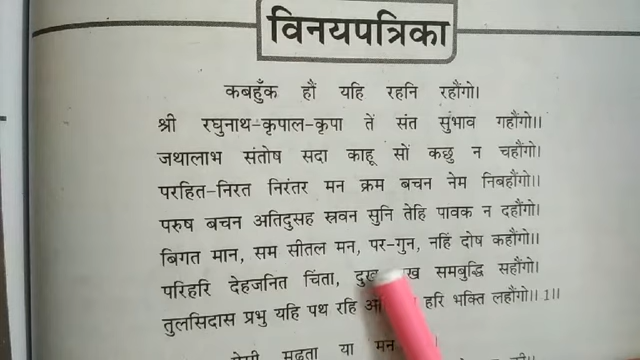 विनयपत्रिका
कबहुँक हौं यहि रहनि रहौंगो।
श्री रघुनाथ-कृपाल-कृपा तें संत सुंभाव गहौंगो।।
जथालाभ संतोष सदा काहू सों कछु न चहौंगो।
परहित-निरत निरंतर मन क्रम बचन नेम निबहौंगो।।
परुष बचन अतिदुसह स्रवन सुनि तेहि पावक न दहौंगो।
बिगत मान, सम सीतल मन, पर-गुन, नहिं दोष कहौंगो।।
परिहरि देहजनित चिंता, दुख समबुद्धि सहौंगो।
तुलसिदास प्रभु यहि पथ रहि हरि भक्ति लहौंगो।। 1।।
मूढ़ता या मन